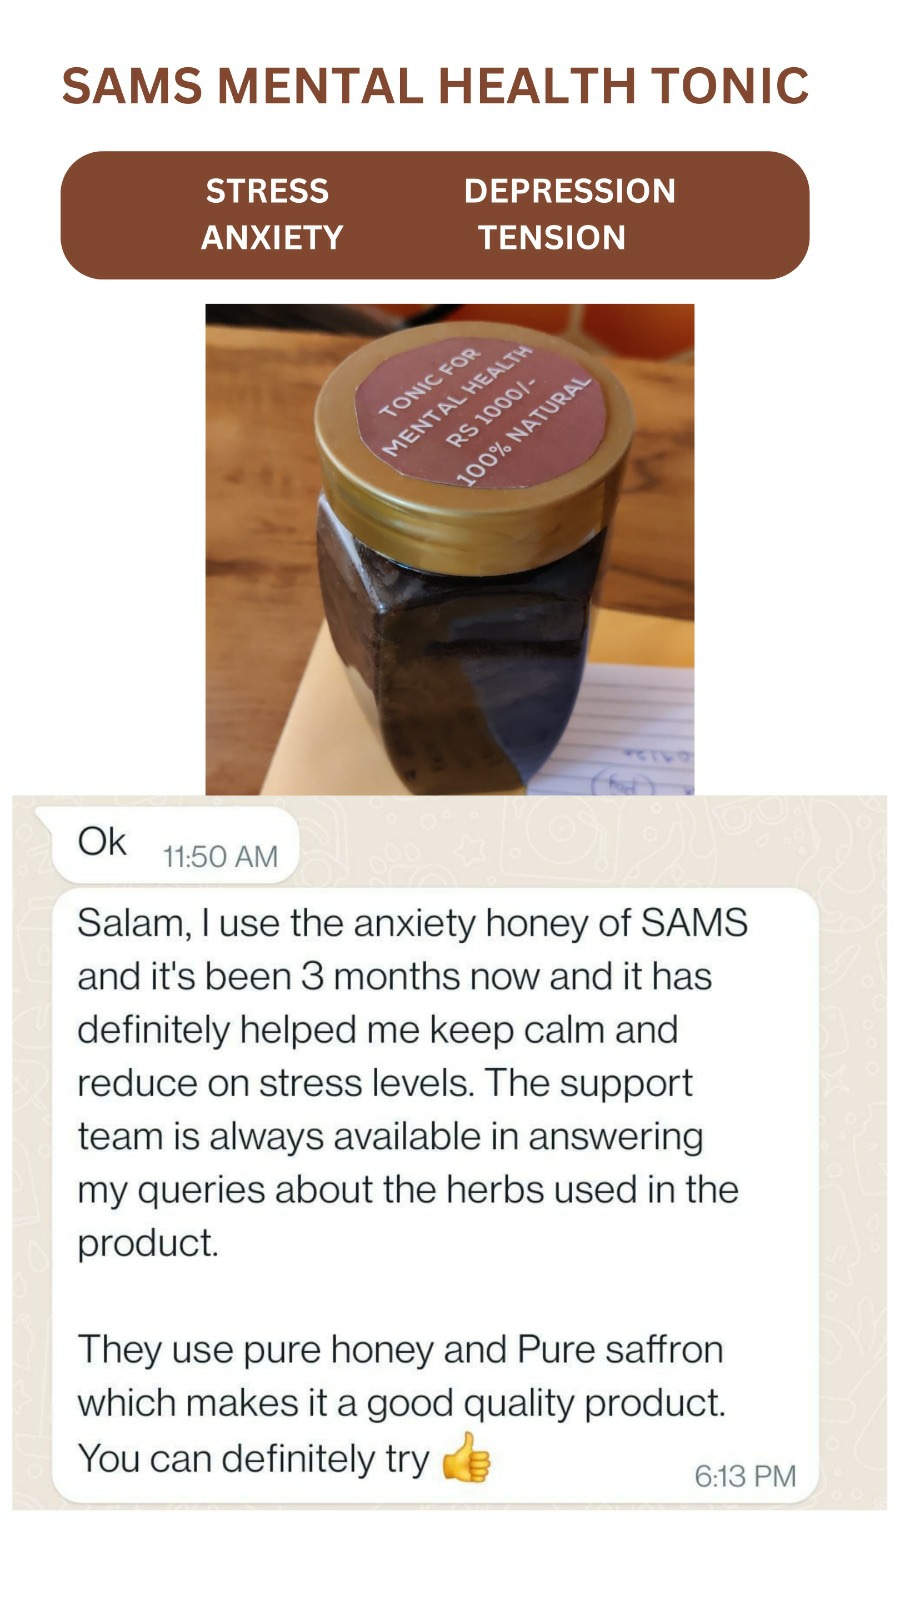 SAMS MENTAL HEALTH TONIC
STRESS DEPRESSION
ANXIETY TENSION
TONIC FOR
MENTAL HEALTH
RS 1000/-
100% NATURAL
Ok 11:50 AM
Salam, I use the anxiety honey of SAMS
and it's been 3 months now and it has
definitely helped me keep calm and
reduce on stress levels. The support
team is always available in answering
my queries about the herbs used in the
product.
They use pure honey and Pure saffron
which makes it a good quality product.
You can definitely try 👍
6:13 PM